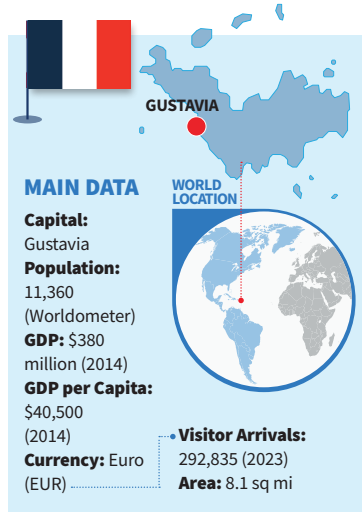 GUSTAVIA
MAIN DATA
Capital:
Gustavia
Population:
11,360
(Worldometer)
GDP: $380
million (2014)
GDP per Capita:
$40,500
(2014)
Currency: Euro
(EUR)
WORLD
LOCATION
Visitor Arrivals:
292,835 (2023)
Area: 8.1 sq mi